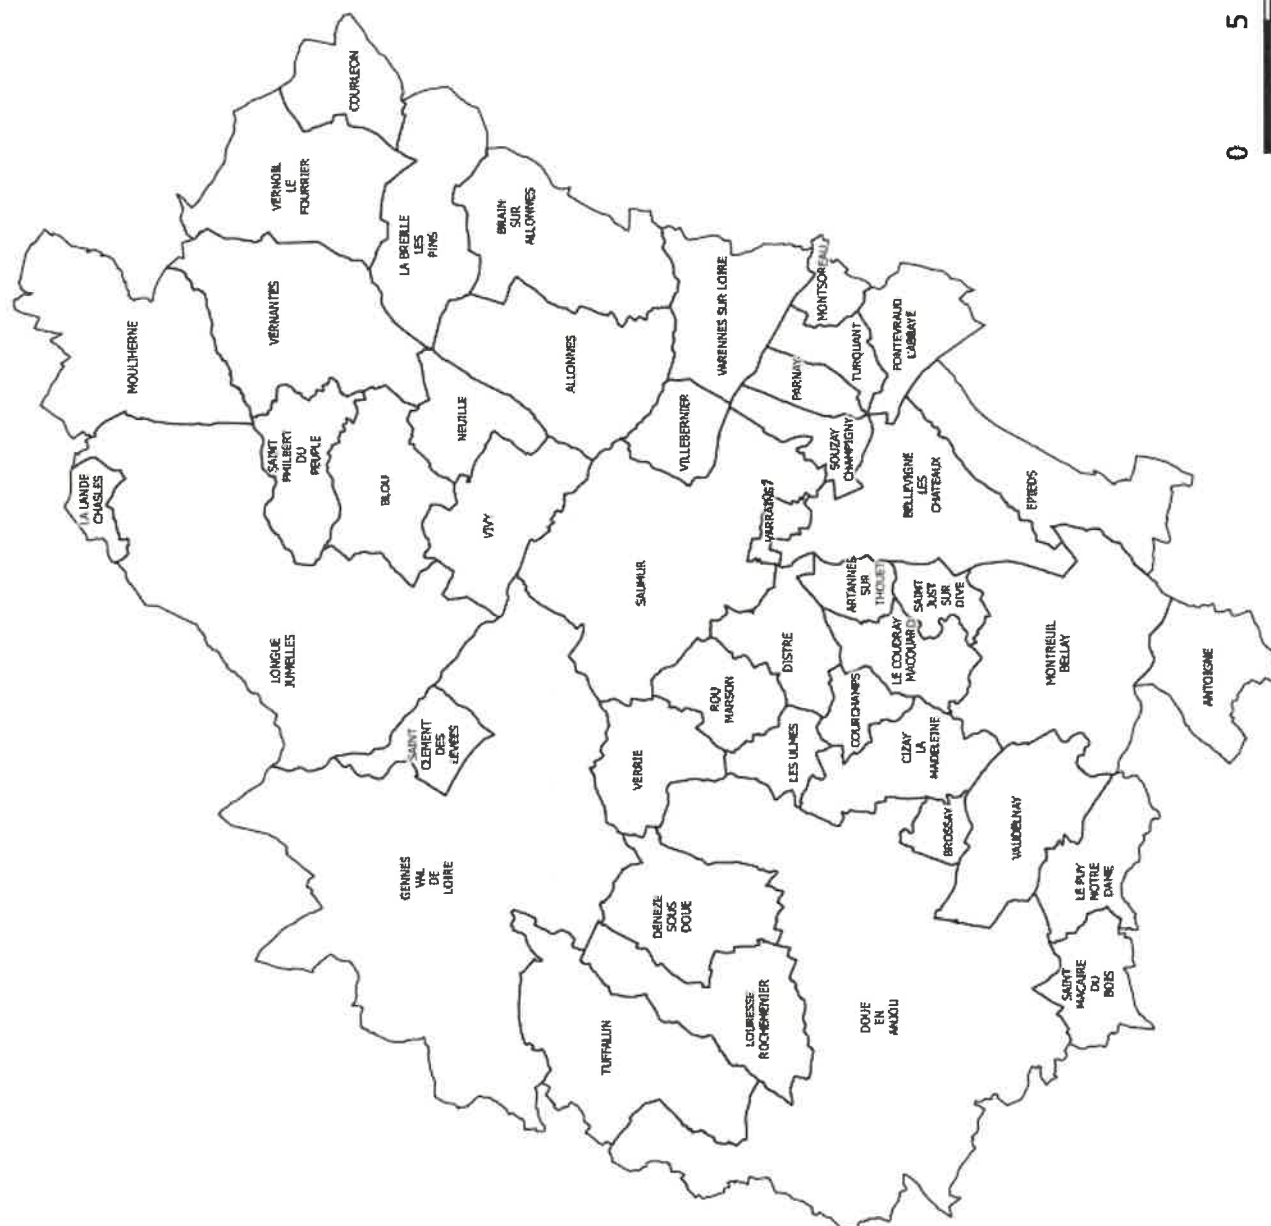 COURLEON
VERNOIL
LE
FOURRIER
LA BREILLE
LES
PINS
BRAIN
SUR
ALLONNES
MOULIHERNE
VERNANTES
ALLONNES
VARENNES SUR LOIRE
MONTSOREAU
TURQUANT
FONTEVRAUD
L'ABBAYE
PARNAY
NEUILLE
VILLEBERNIER
SOUZAY
CHAMPIGNY
LA LANDE
CHASLES
SAINT
PHILBERT
DU
PEUPLE
BLOU
VIVY
BELLEVIGNE
LES
CHATEAUX
EPIEDS
LONGUE
JUMELLES
SAUMUR
ARTANNES
SUR
THOUET
SAINT
JUST
SUR
DIVE
DISTRE
LE COUDRAY
MACOUARD
MONTREUIL
BELLAY
ANTOIGNE
SAINT
CLEMENT
DES
LEVÉES
ROU
MARSON
COURCHAMPS
CIZAY
LA
MADELEINE
VERRIE
LES ULMES
BROSSAY
VAUDELNAY
LE PUY
NOTRE
DAME
GENNES
VAL
DE
LOIRE
DENEZE
SOUS
DOUE
SAINT
MACAIRE
DU
BOIS
TUFFALUN
LOURESSE
ROCHEMENIER
DOUE
EN
ANJOU
0 5